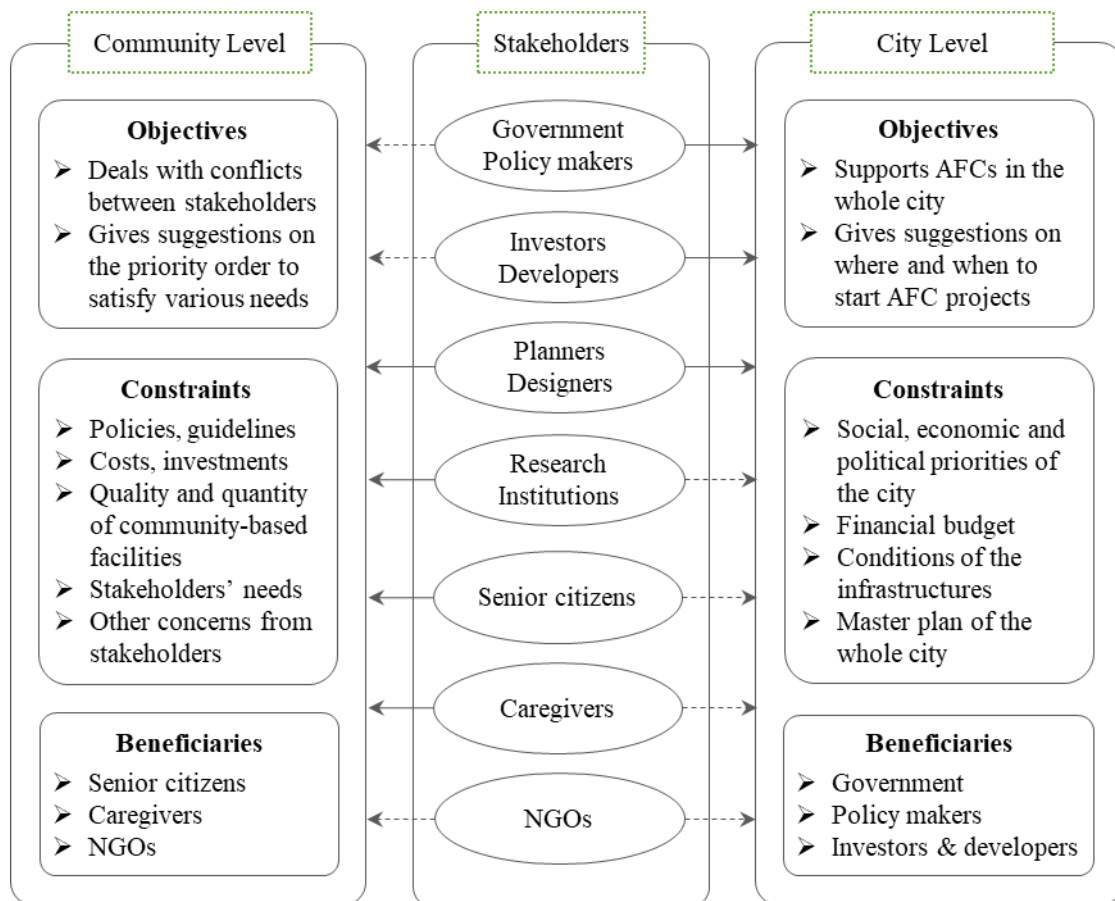 Community Level
Objectives
➢ Deals with conflicts
between stakeholders
➢ Gives suggestions on
the priority order to
satisfy various needs
Constraints
➢ Policies, guidelines
➢ Costs, investments
➢ Quality and quantity
of community-based
facilities
➢ Stakeholders’ needs
➢ Other concerns from
stakeholders
Beneficiaries
➢ Senior citizens
➢ Caregivers
➢ NGOs
Stakeholders
Government
Policy makers
Investors
Developers
Planners
Designers
Research
Institutions
Senior citizens
Caregivers
NGOs
City Level
Objectives
➢ Supports AFCs in the
whole city
➢ Gives suggestions on
where and when to
start AFC projects
Constraints
➢ Social, economic and
political priorities of
the city
➢ Financial budget
➢ Conditions of the
infrastructures
➢ Master plan of the
whole city
Beneficiaries
➢ Government
➢ Policy makers
➢ Investors & developers